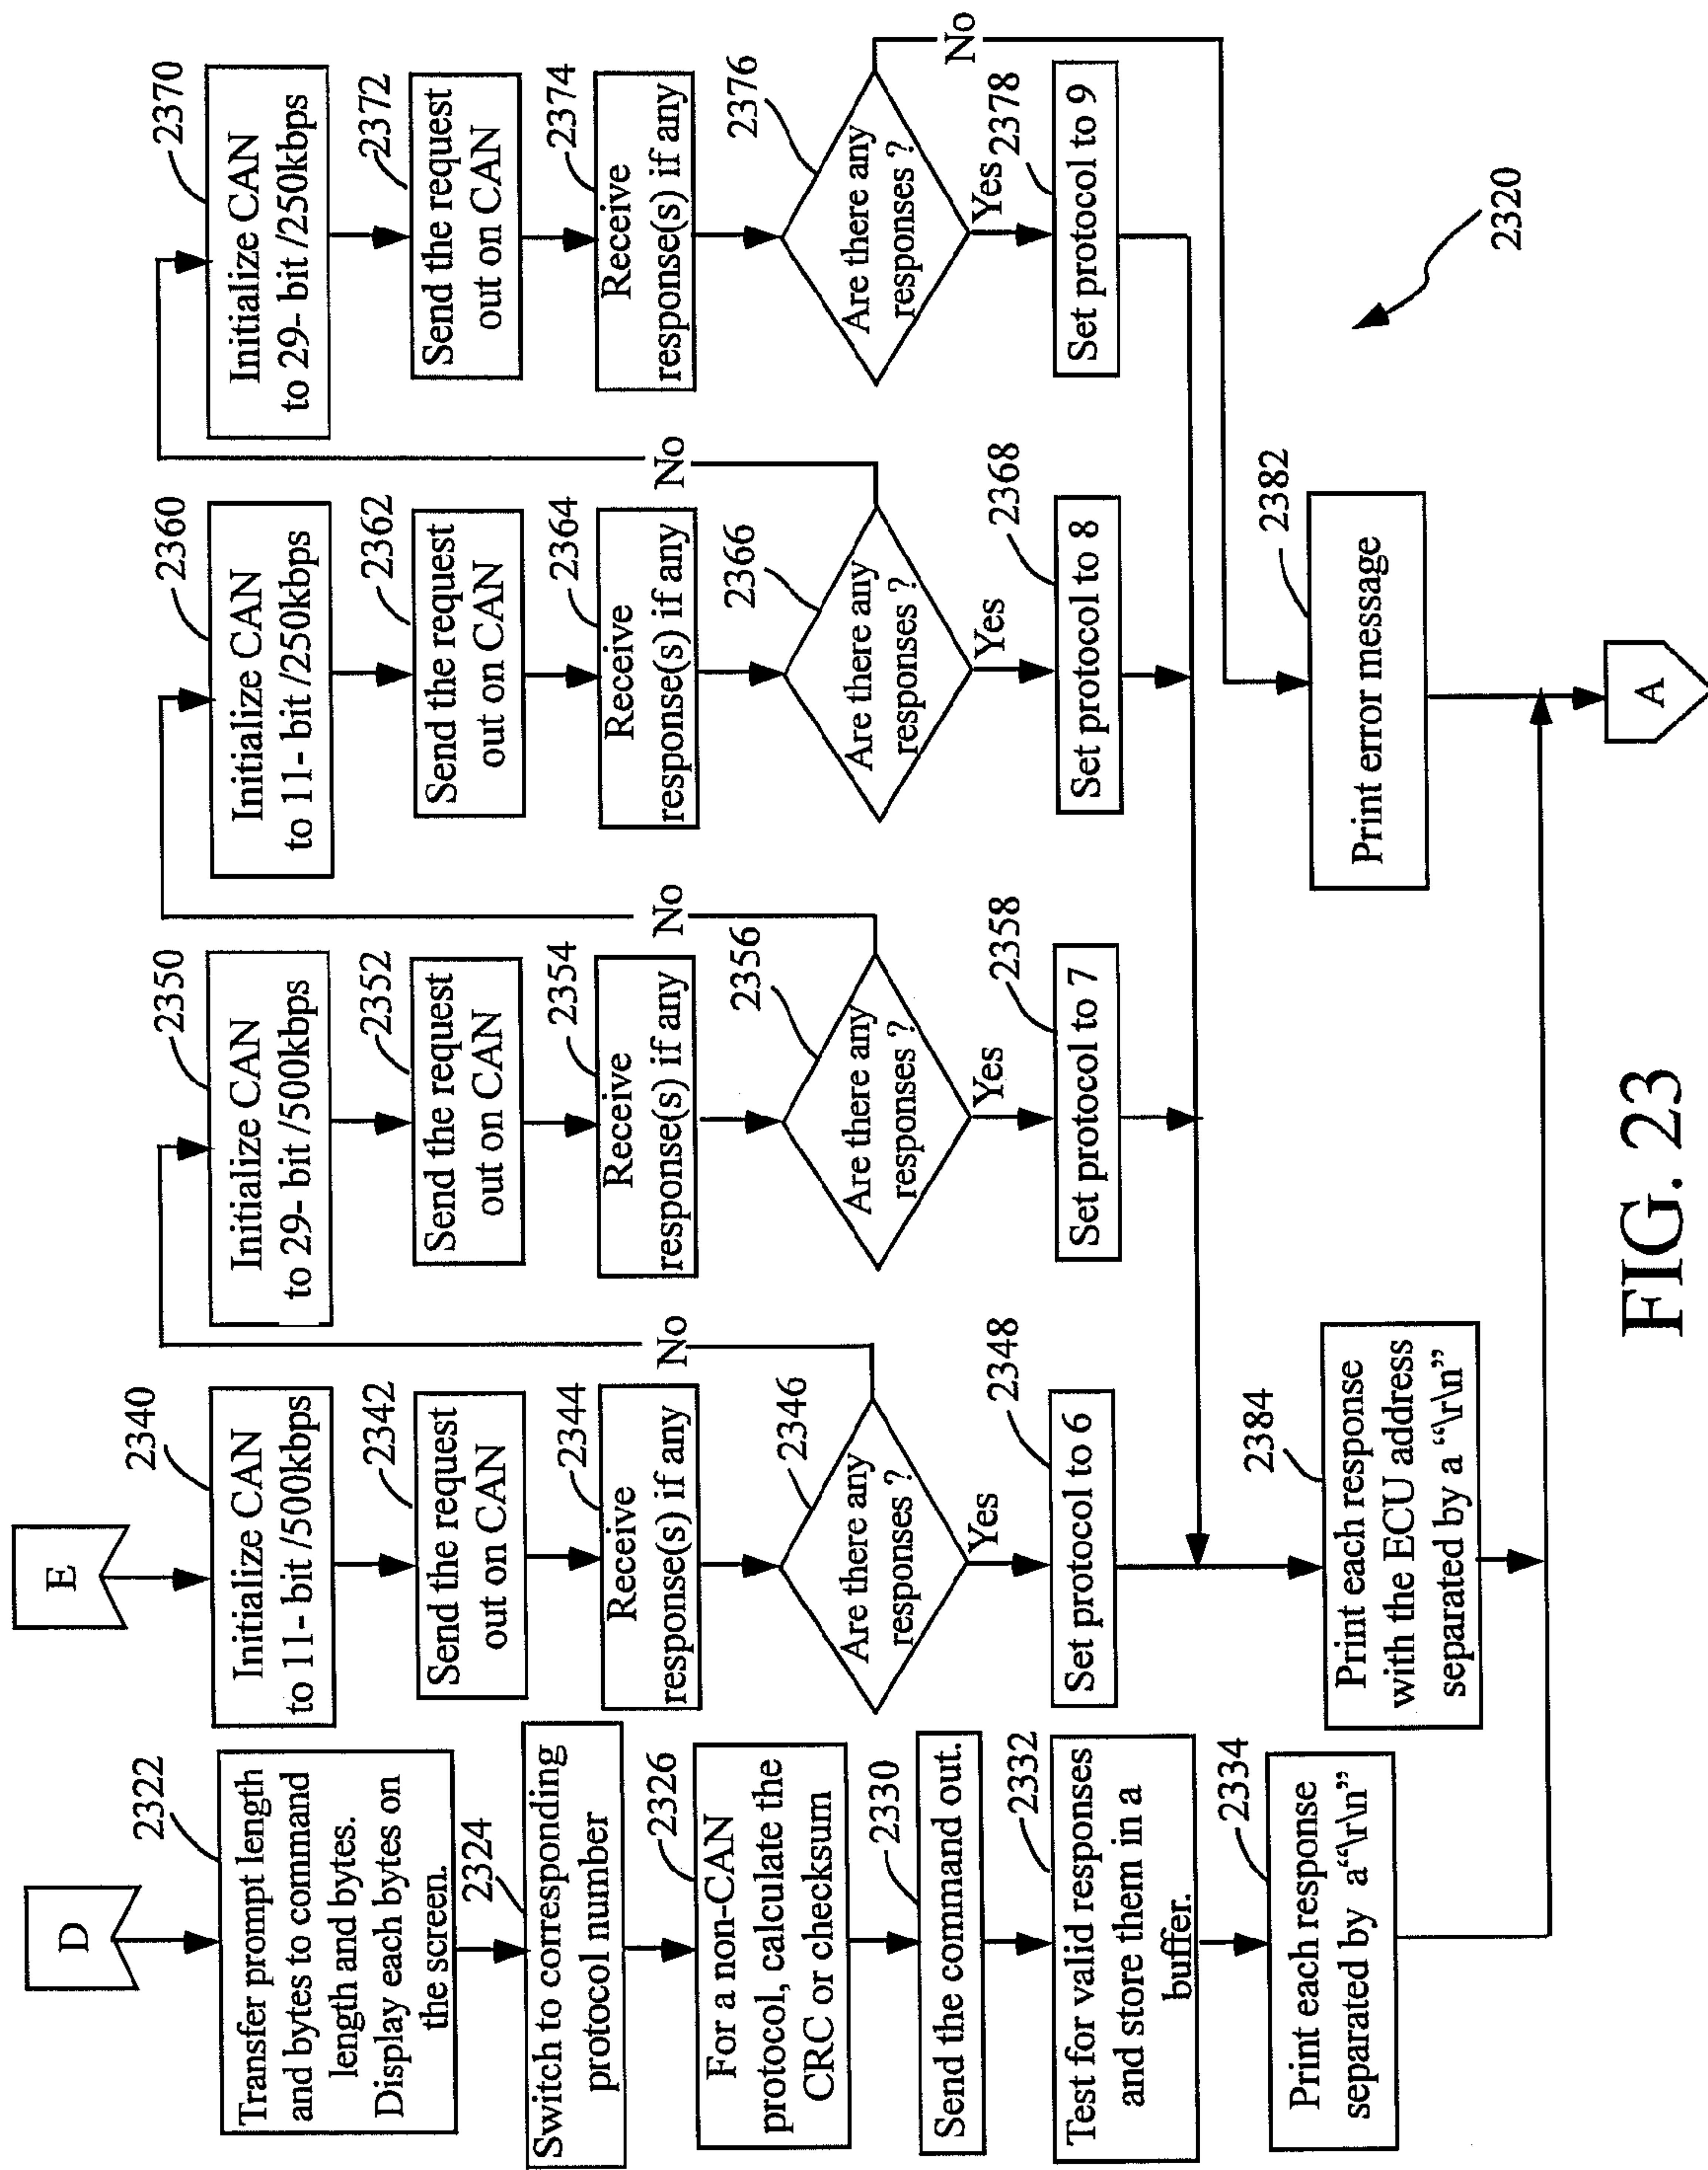 D
2322
Transfer prompt length
and bytes to command
length and bytes.
Display each bytes on
the screen.
2324
Switch to corresponding
protocol number
2326
For a non-CAN
protocol, calculate the
CRC or checksum
2330
Send the command out.
2332
Test for valid responses
and store them in a
buffer.
2334
Print each response
separated by a“\r\n”
E
2340
Initialize CAN
to 11- bit /500kbps
2342
Send the request
out on CAN
2344
Receive
response(s) if any
2346
Are there any
responses ?
No
Yes
2348
Set protocol to 6
2384
Print each response
with the ECU address
separated by a “\r\n”
2350
Initialize CAN
to 29- bit /500kbps
2352
Send the request
out on CAN
2354
Receive
response(s) if any
2356
Are there any
responses ?
No
Yes
2358
Set protocol to 7
2360
Initialize CAN
to 11- bit /250kbps
2362
Send the request
out on CAN
2364
Receive
response(s) if any
2366
Are there any
responses ?
No
Yes
2368
Set protocol to 8
2370
Initialize CAN
to 29- bit /250kbps
2372
Send the request
out on CAN
2374
Receive
response(s) if any
2376
Are there any
responses ?
No
Yes
2378
Set protocol to 9
2382
Print error message
A
2320
FIG. 23